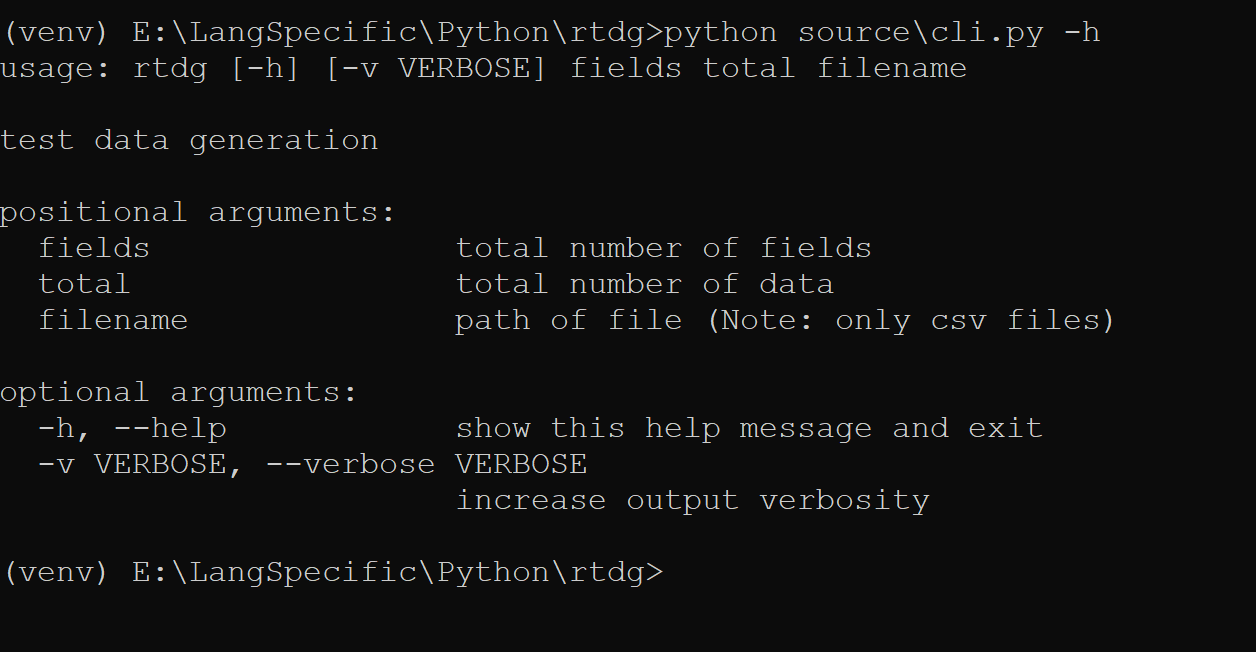 (venv) E:\LangSpecific\Python\rtdg>python source\cli.py -h
usage: rtdg [-h] [-v VERBOSE] fields total filename
test data generation
positional arguments:
  fields                total number of fields
  total                 total number of data
  filename              path of file (Note: only csv files)
optional arguments:
  -h, --help            show this help message and exit
  -v VERBOSE, --verbose VERBOSE
                        increase output verbosity
(venv) E:\LangSpecific\Python\rtdg>